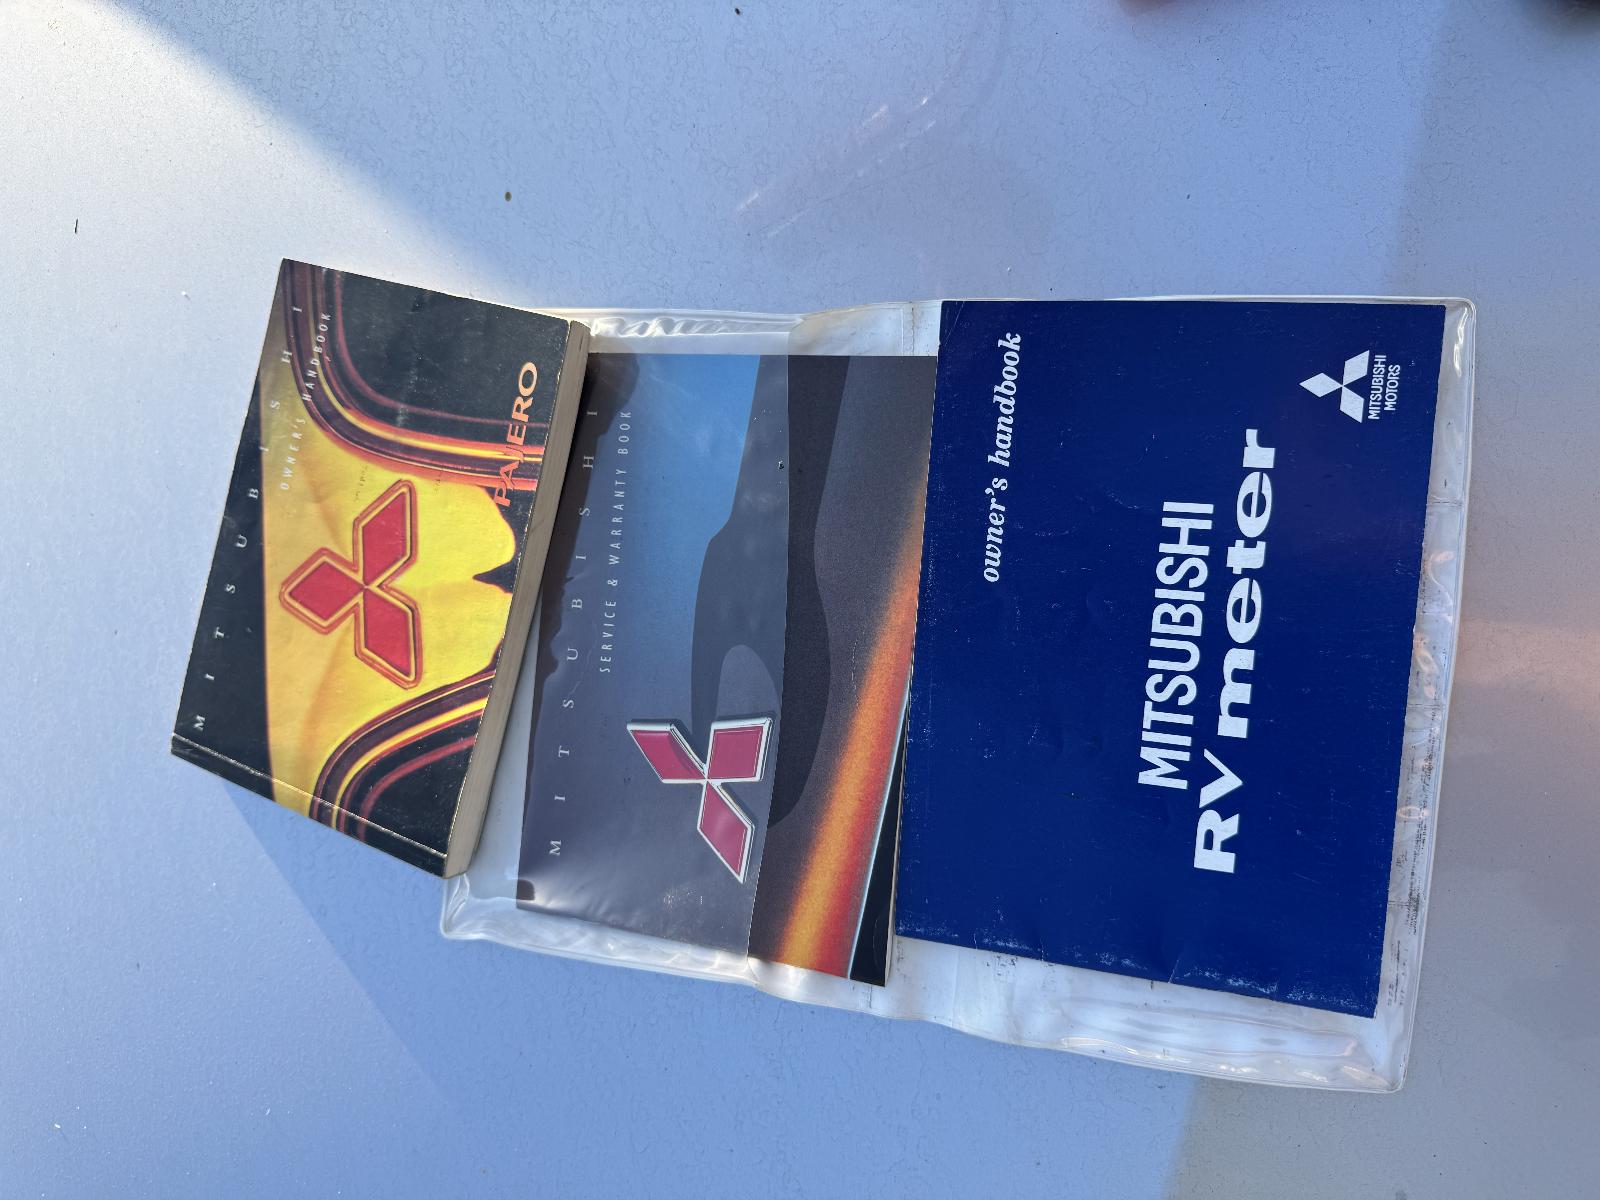 MITSUBISHI
OWNER'S HANDBOOK
PAJERO
MITSUBISHI
SERVICE & WARRANTY BOOK
owner's handbook
MITSUBISHI
RV meter
MITSUBISHI
MOTORS